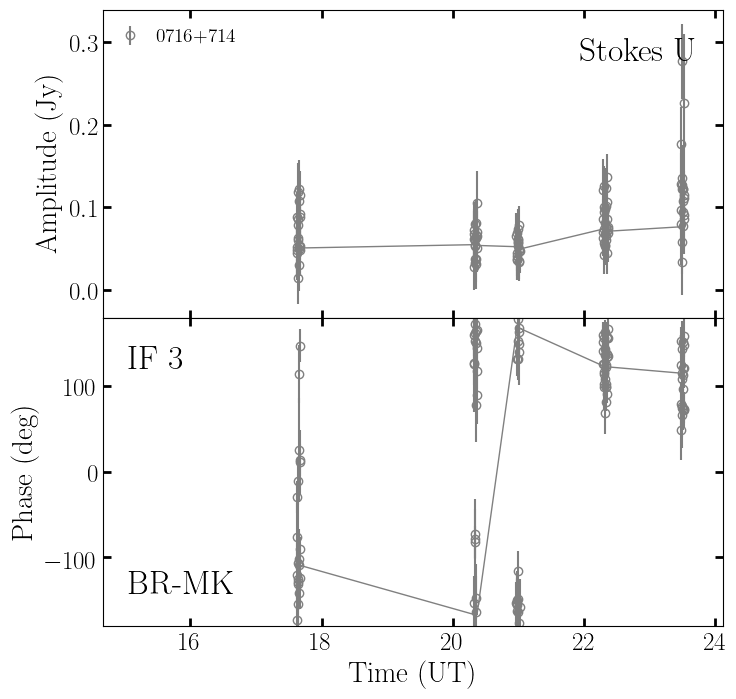 0716+714
Stokes U
0.3
0.2
0.1
0.0
Amplitude (Jy)
IF 3
100
0
−100
Phase (deg)
BR-MK
16 18 20 22 24
Time (UT)